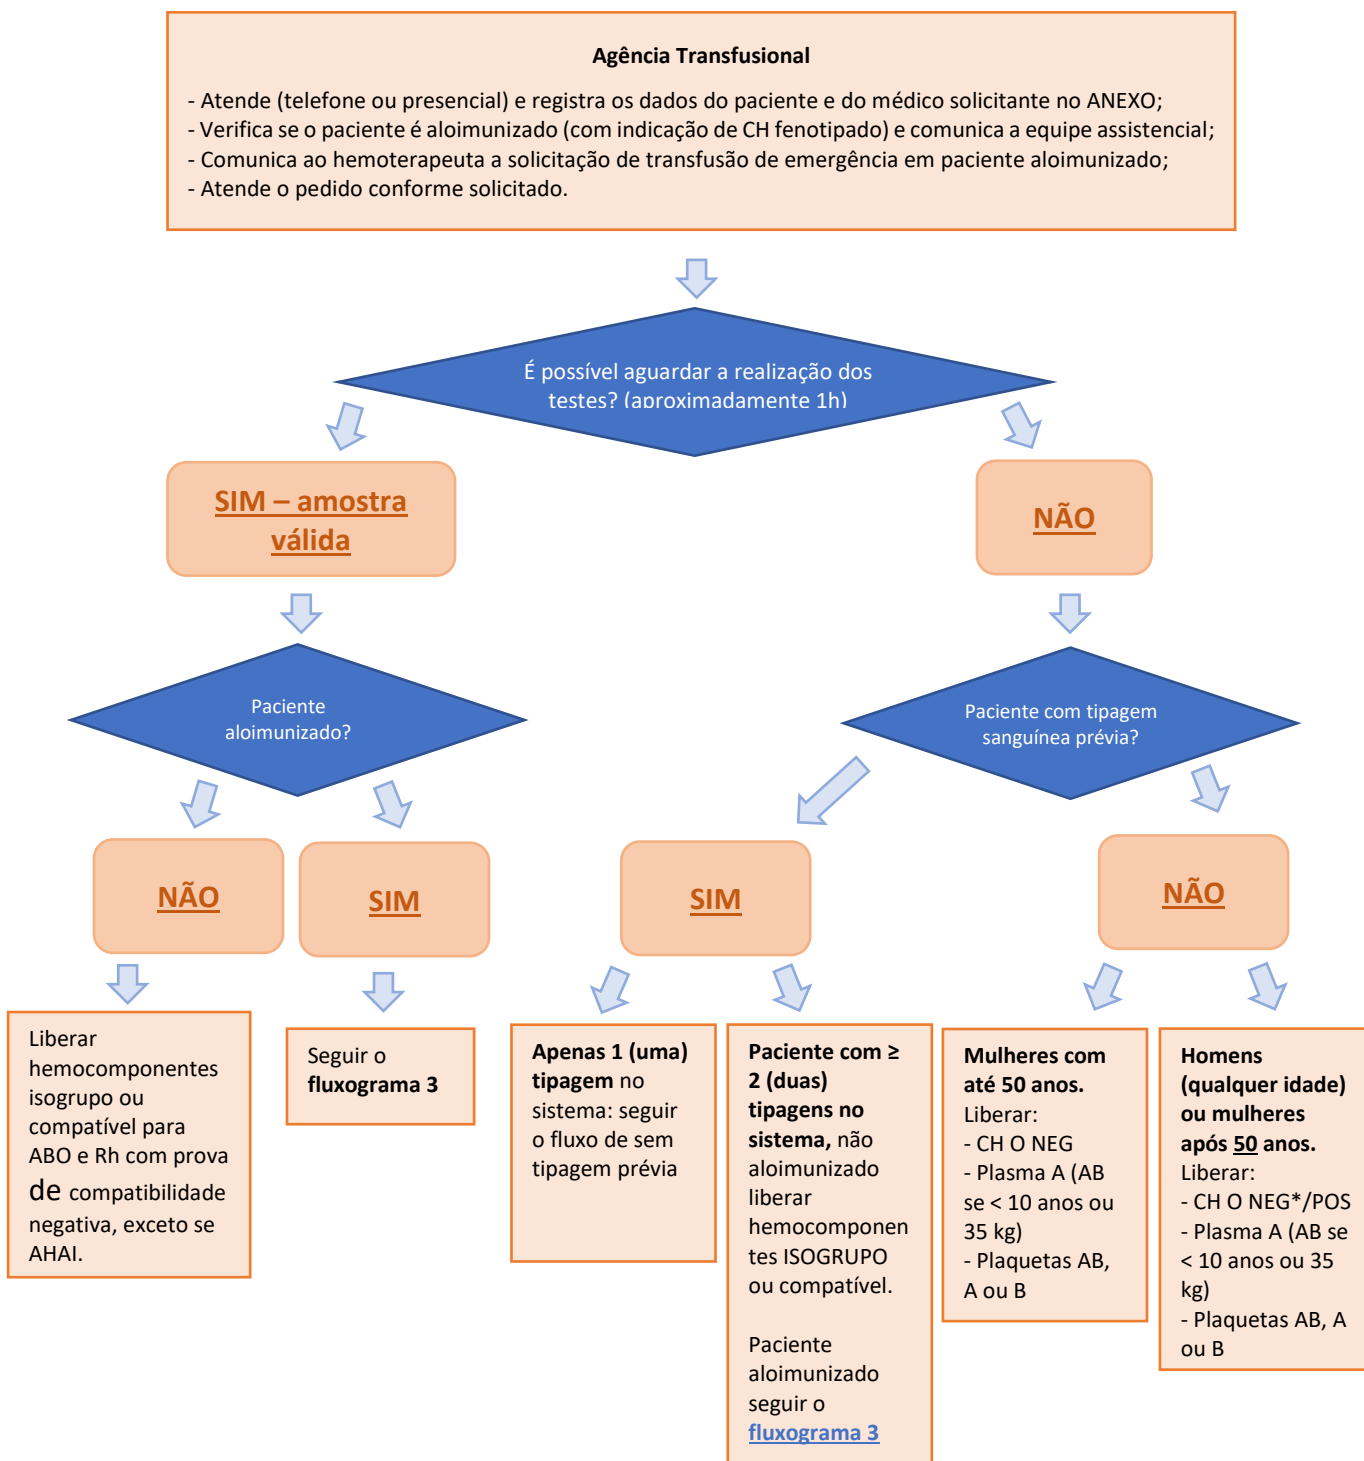 Agência Transfusional
- Atende (telefone ou presencial) e registra os dados do paciente e do médico solicitante no ANEXO;
- Verifica se o paciente é aloimunizado (com indicação de CH fenotipado) e comunica a equipe assistencial;
- Comunica ao hemoterapeuta a solicitação de transfusão de emergência em paciente aloimunizado;
- Atende o pedido conforme solicitado.
É possível aguardar a realização dos
testes? (aproximadamente 1h)
SIM – amostra
válida
NÃO
Paciente
aloimunizado?
Paciente com tipagem
sanguínea prévia?
NÃO
SIM
SIM
NÃO
Liberar
hemocomponentes
isogrupo ou
compatível para
ABO e Rh com prova
de compatibilidade
negativa, exceto se
AHAI.
Seguir o
fluxograma 3
Apenas 1 (uma)
tipagem no
sistema: seguir
o fluxo de sem
tipagem prévia
Paciente com ≥
2 (duas)
tipagens no
sistema, não
aloimunizado
liberar
hemocomponen
tes ISOGRUPO
ou compatível.
Paciente
aloimunizado
seguir o
fluxograma 3
Mulheres com
até 50 anos.
Liberar:
- CH O NEG
- Plasma A (AB
se < 10 anos ou
35 kg)
- Plaquetas AB,
A ou B
Homens
(qualquer idade)
ou mulheres
após 50 anos.
Liberar:
- CH O NEG*/POS
- Plasma A (AB se
< 10 anos ou 35
kg)
- Plaquetas AB, A
ou B